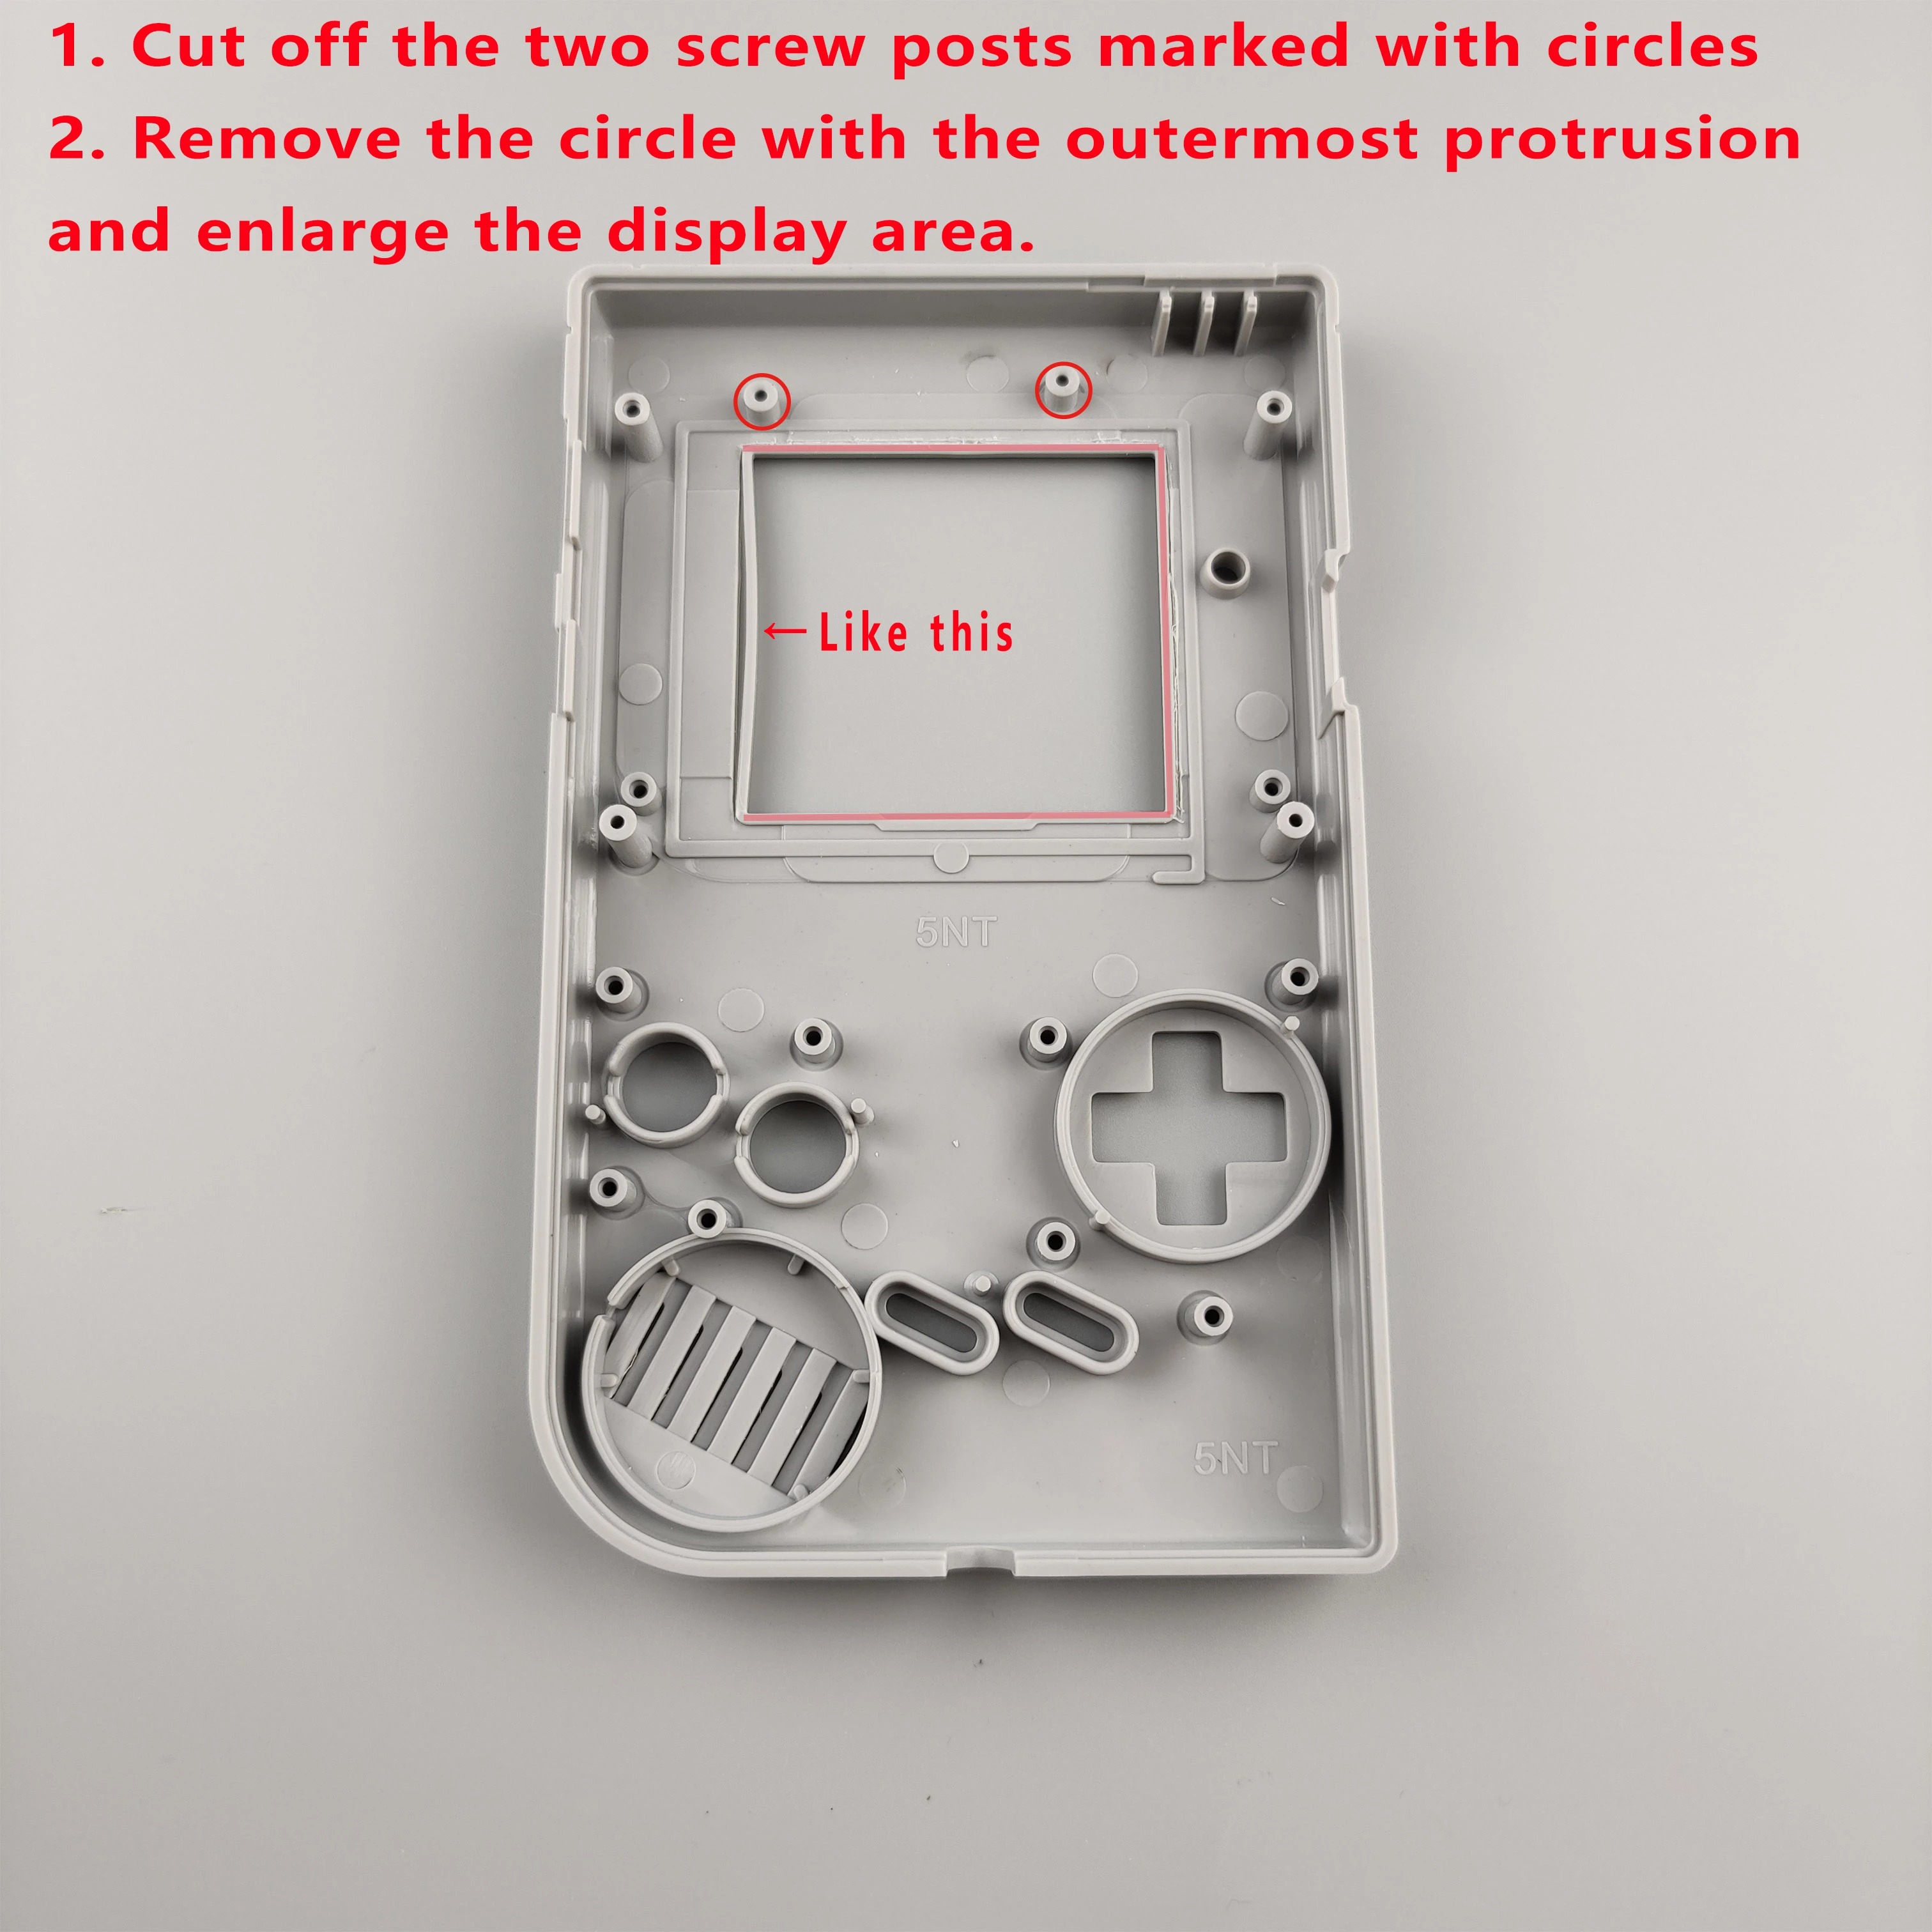 1. Cut off the two screw posts marked with circles
2. Remove the circle with the outermost protrusion
and enlarge the display area.
←Like this
5NT
5NT